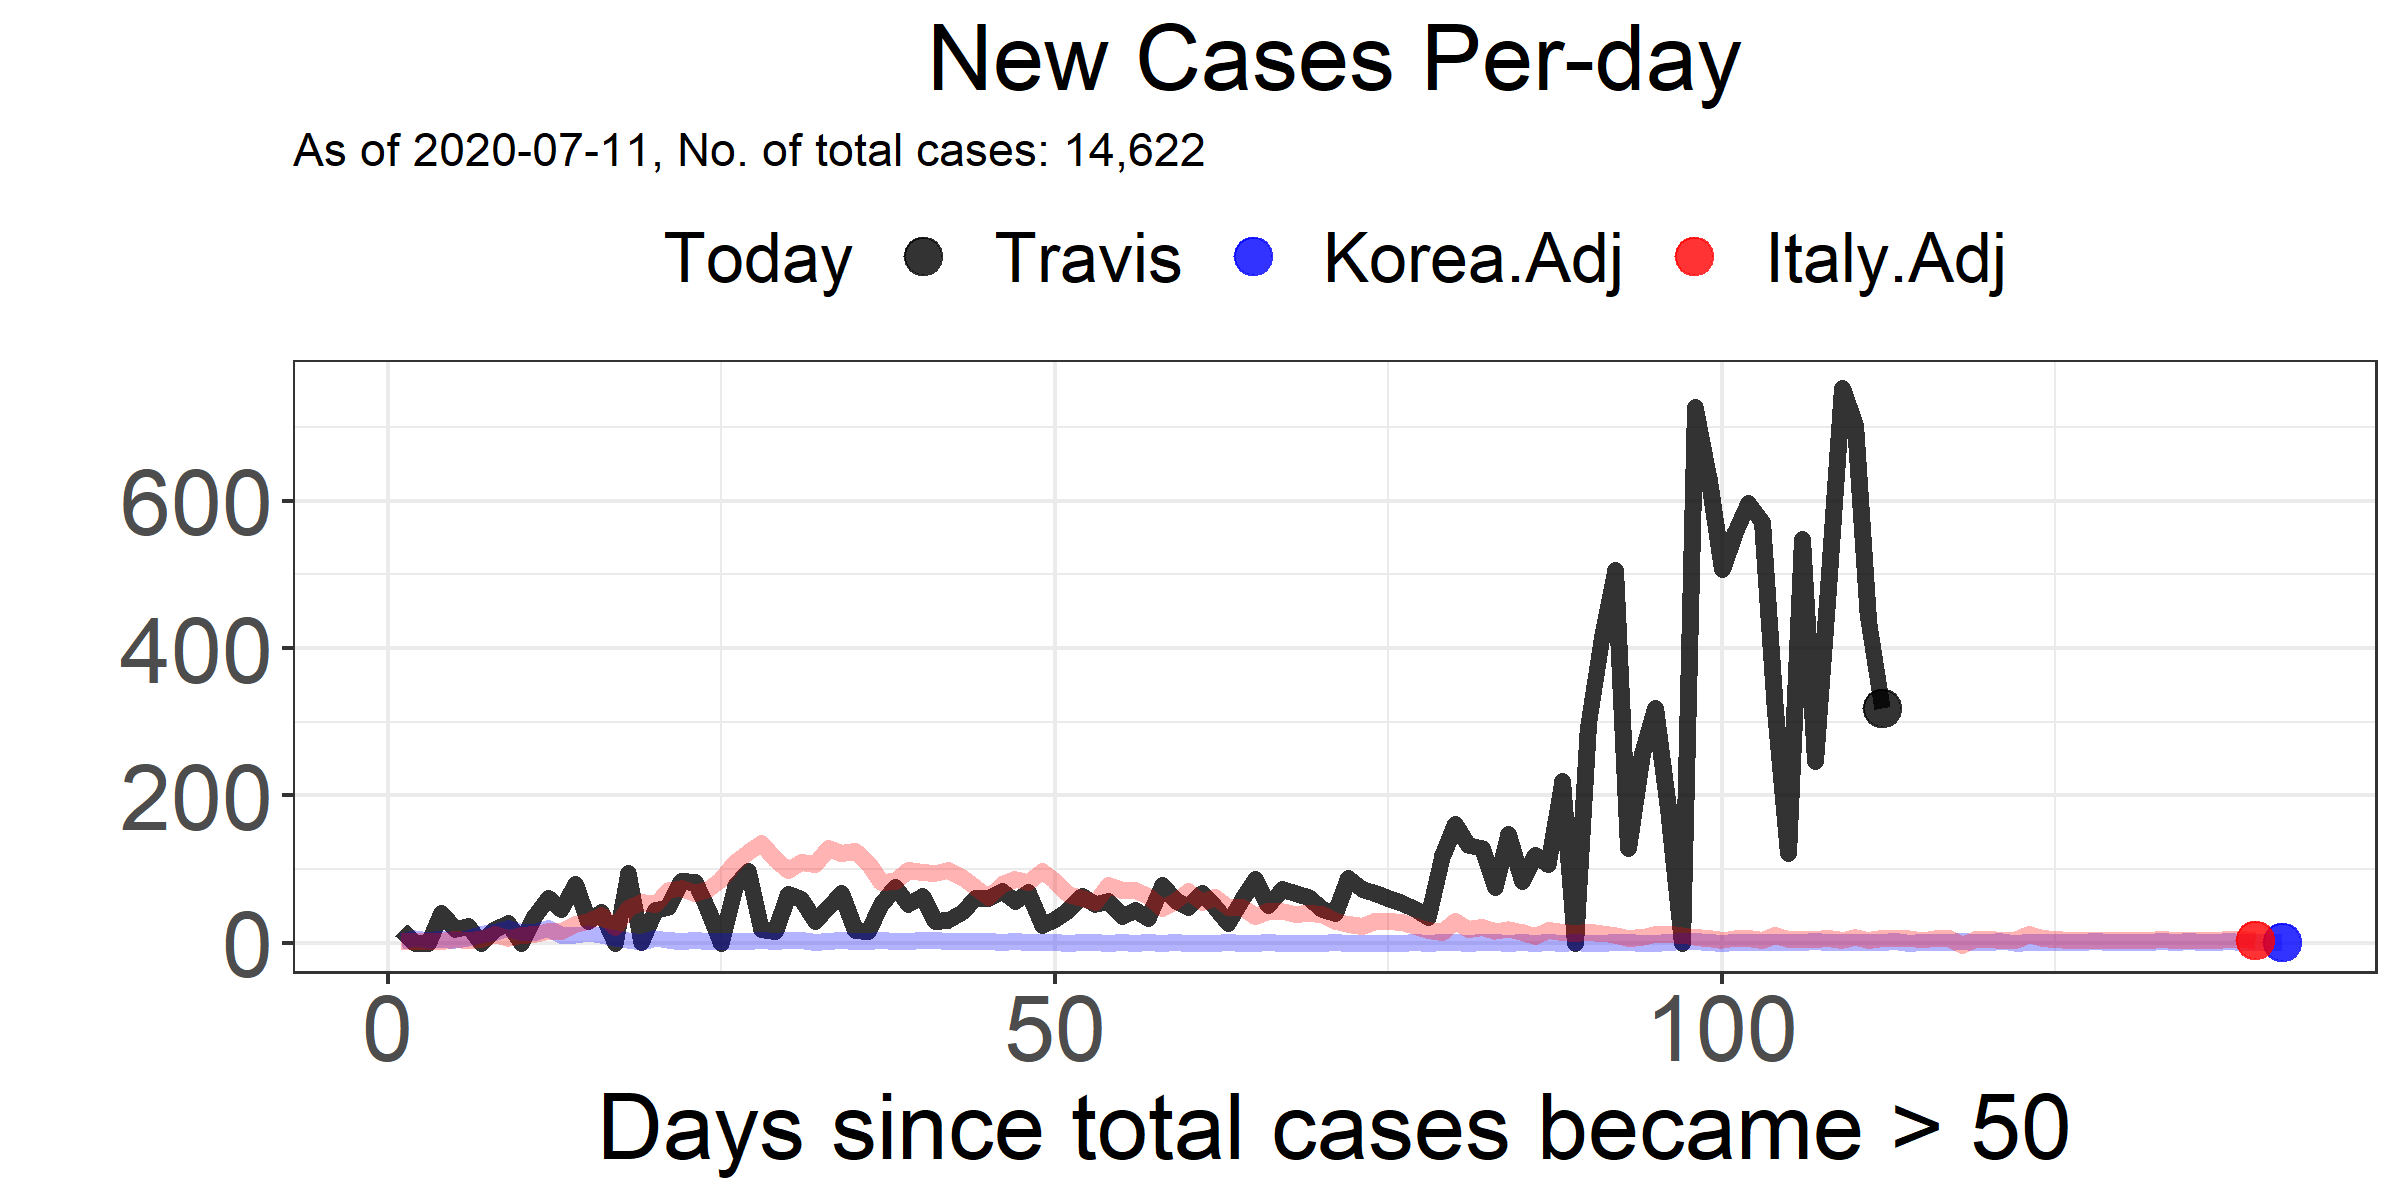 New Cases Per-day
As of 2020-07-11, No. of total cases: 14,622
Today Travis Korea.Adj Italy.Adj
600
400
200
0
0 50 100
Days since total cases became > 50